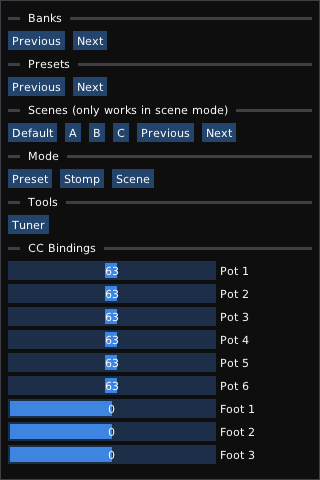 Banks
Previous Next
Presets
Previous Next
Scenes (only works in scene mode)
Default A B C Previous Next
Mode
Preset Stomp Scene
Tools
Tuner
CC Bindings
63 Pot 1
63 Pot 2
63 Pot 3
63 Pot 4
63 Pot 5
63 Pot 6
0 Foot 1
0 Foot 2
0 Foot 3